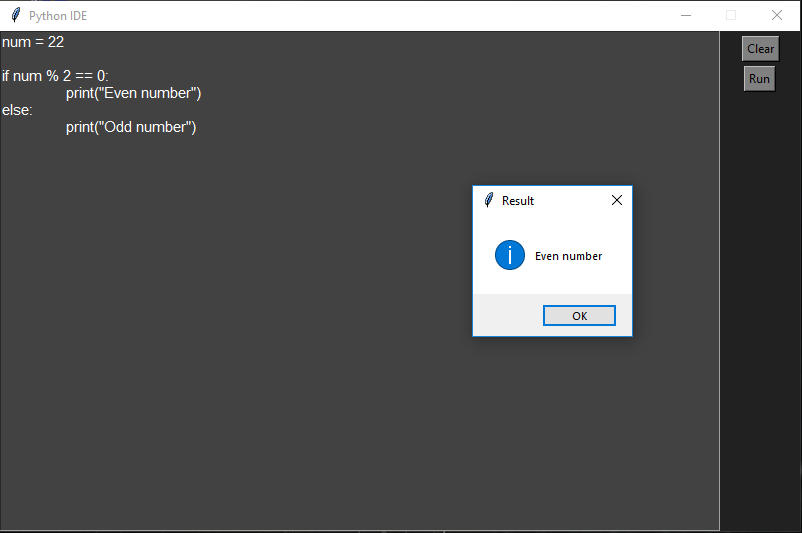 Python IDE
num = 22
if num % 2 == 0:
print("Even number")
else:
print("Odd number")
Clear
Run
Result
Even number
OK